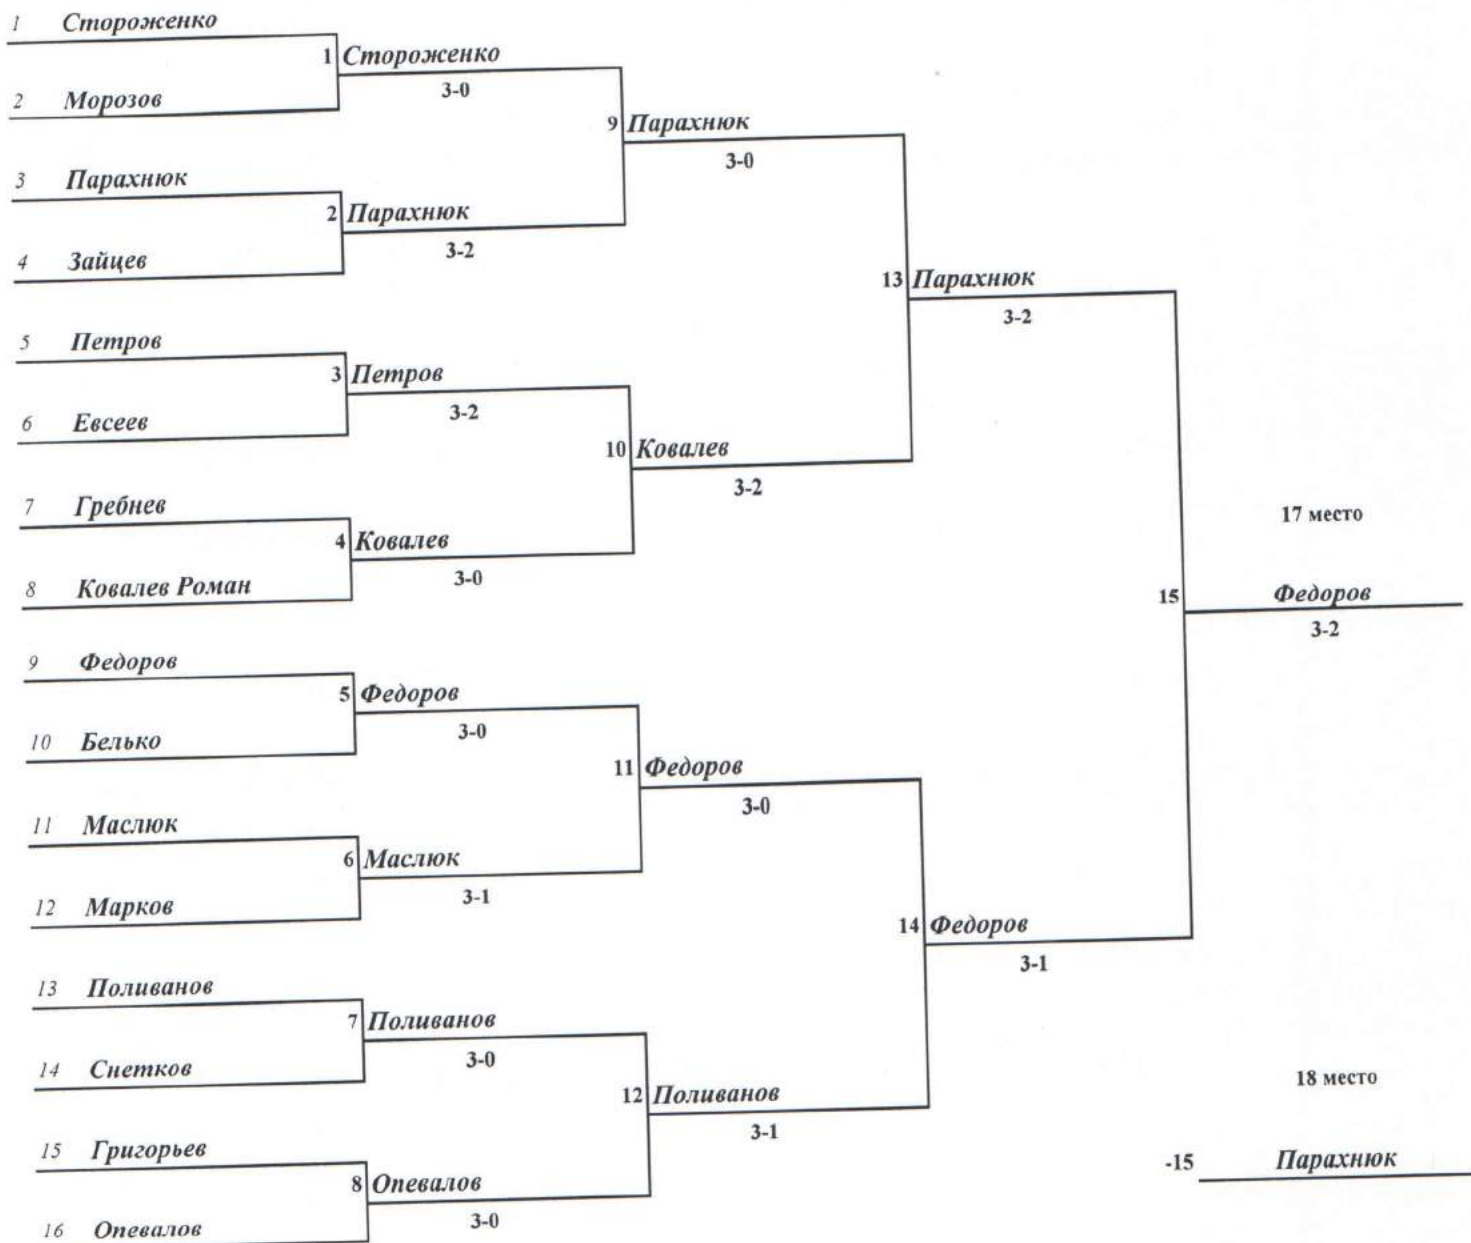 1 Стороженко
1 Стороженко
3-0
2 Морозов
9 Парахнюк
3-0
3 Парахнюк
2 Парахнюк
3-2
4 Зайцев
13 Парахнюк
3-2
5 Петров
3 Петров
3-2
6 Евсеев
10 Ковалев
3-2
7 Гребнев
4 Ковалев
3-0
8 Ковалев Роман
17 место
15 Федоров
3-2
9 Федоров
5 Федоров
3-0
10 Белько
11 Федоров
3-0
11 Маслюк
6 Маслюк
3-1
12 Марков
14 Федоров
3-1
13 Поливанов
7 Поливанов
3-0
14 Снетков
12 Поливанов
3-1
15 Григорьев
8 Опевалов
3-0
16 Опевалов
18 место
-15 Парахнюк